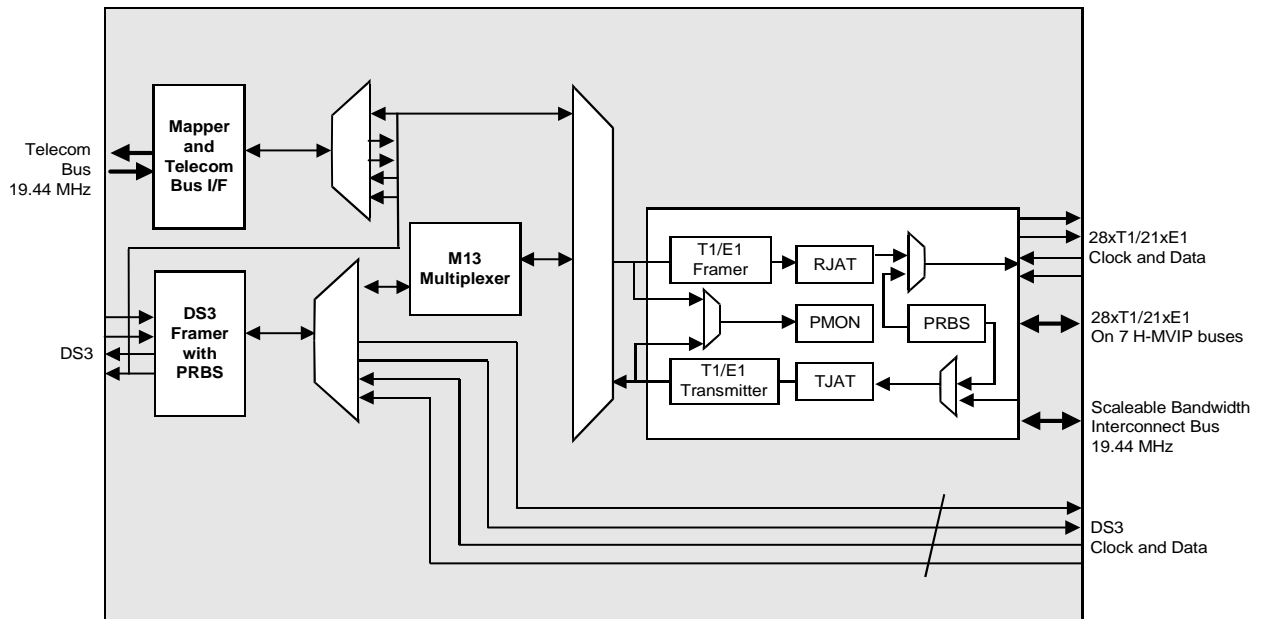 Telecom
Bus
19.44 MHz
Mapper
and
Telecom
Bus I/F
M13
Multiplexer
DS3
DS3
Framer
with
PRBS
T1/E1
Framer
RJAT
PMON
PRBS
T1/E1
Transmitter
TJAT
28xT1/21xE1
Clock and Data
28xT1/21xE1
On 7 H-MVIP buses
Scaleable Bandwidth
Interconnect Bus
19.44 MHz
DS3
Clock and Data